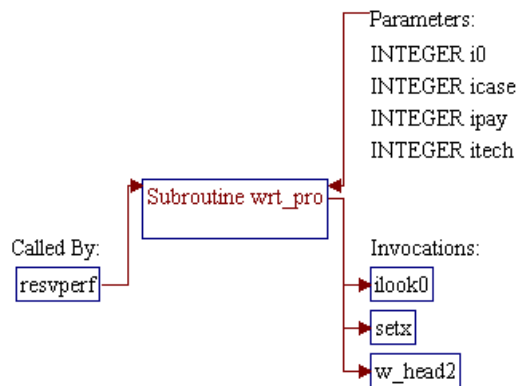 Parameters:
INTEGER i0
INTEGER icase
INTEGER ipay
INTEGER itech
Subroutine wrt_pro
Called By:
resvperf
Invocations:
ilook0
setx
w_head2